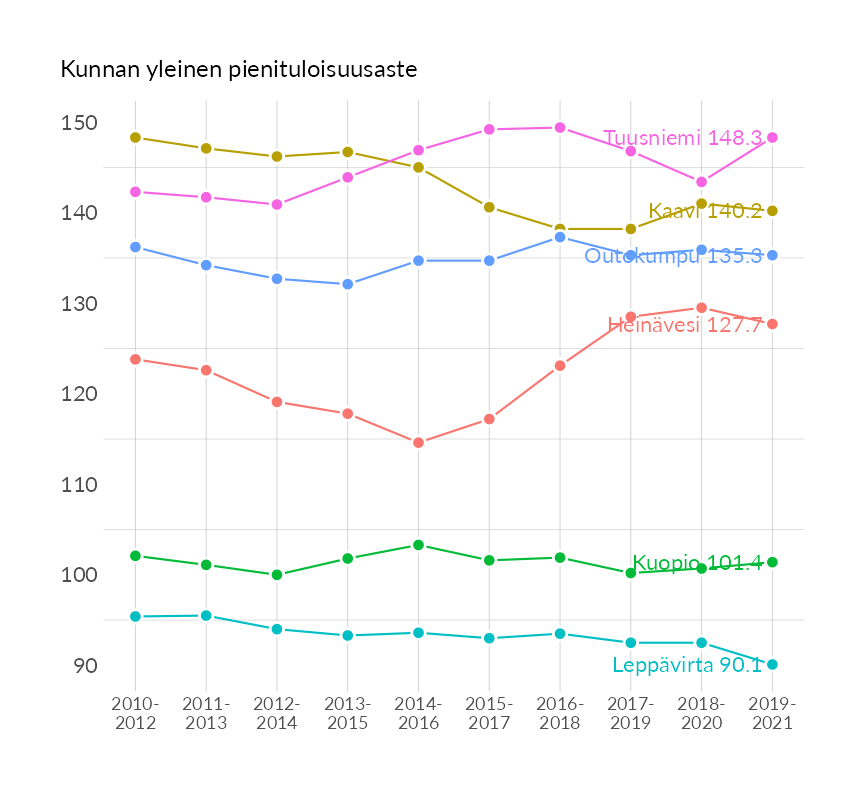 Kunnan yleinen pienituloisuusaste
150
Tuusniemi 148.3
140
Kaavi 140.2
Outokumpu 135.3
130
Heinävesi 127.7
120
110
Kuopio 101.4
100
Leppävirta 90.1
90
2010- 2011- 2012- 2013- 2014- 2015- 2016- 2017- 2018- 2019-
2012 2013 2014 2015 2016 2017 2018 2019 2020 2021